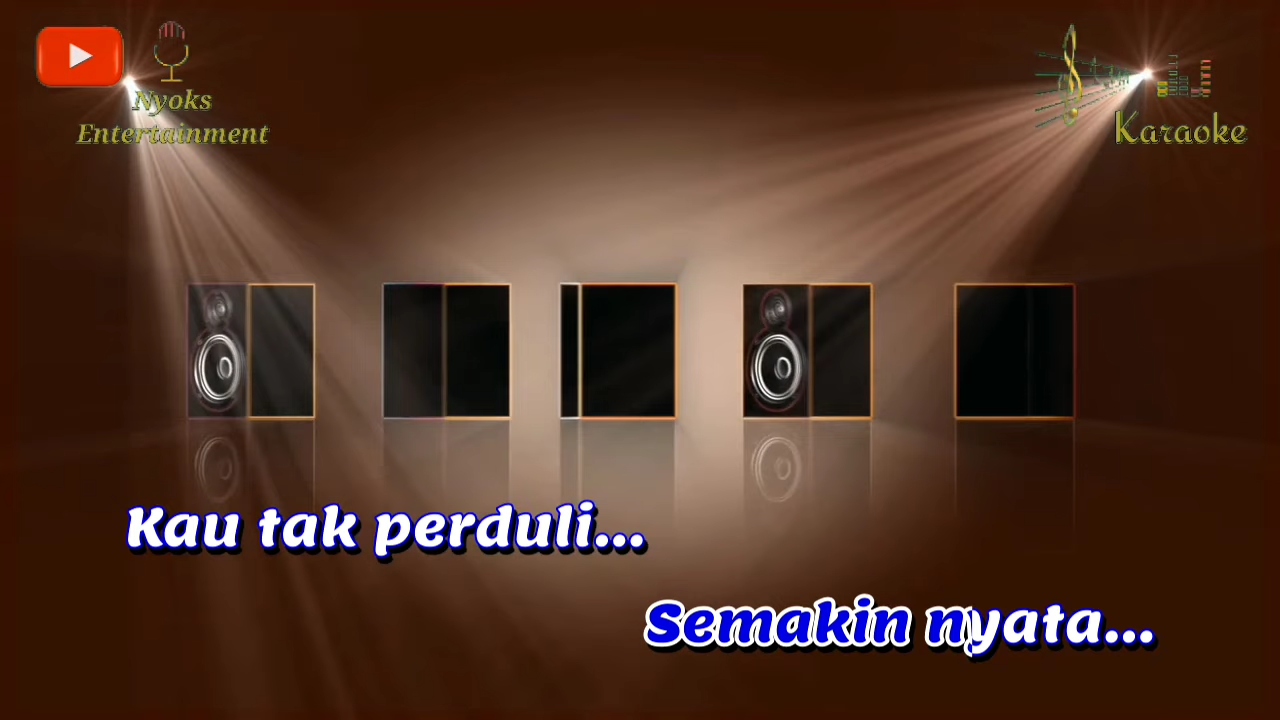 Nyoks
Entertainment
Karaoke
Kau tak perduli...
Semakin nyata...